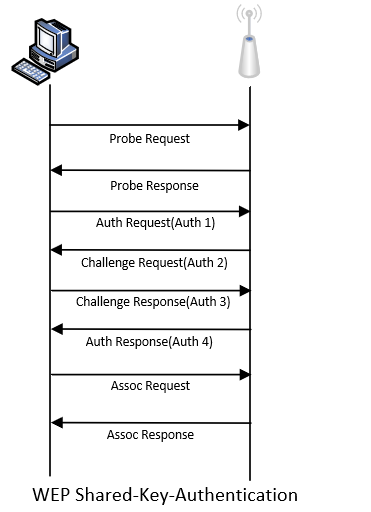 Probe Request
Probe Response
Auth Request(Auth 1)
Challenge Request(Auth 2)
Challenge Response(Auth 3)
Auth Response(Auth 4)
Assoc Request
Assoc Response
WEP Shared-Key-Authentication